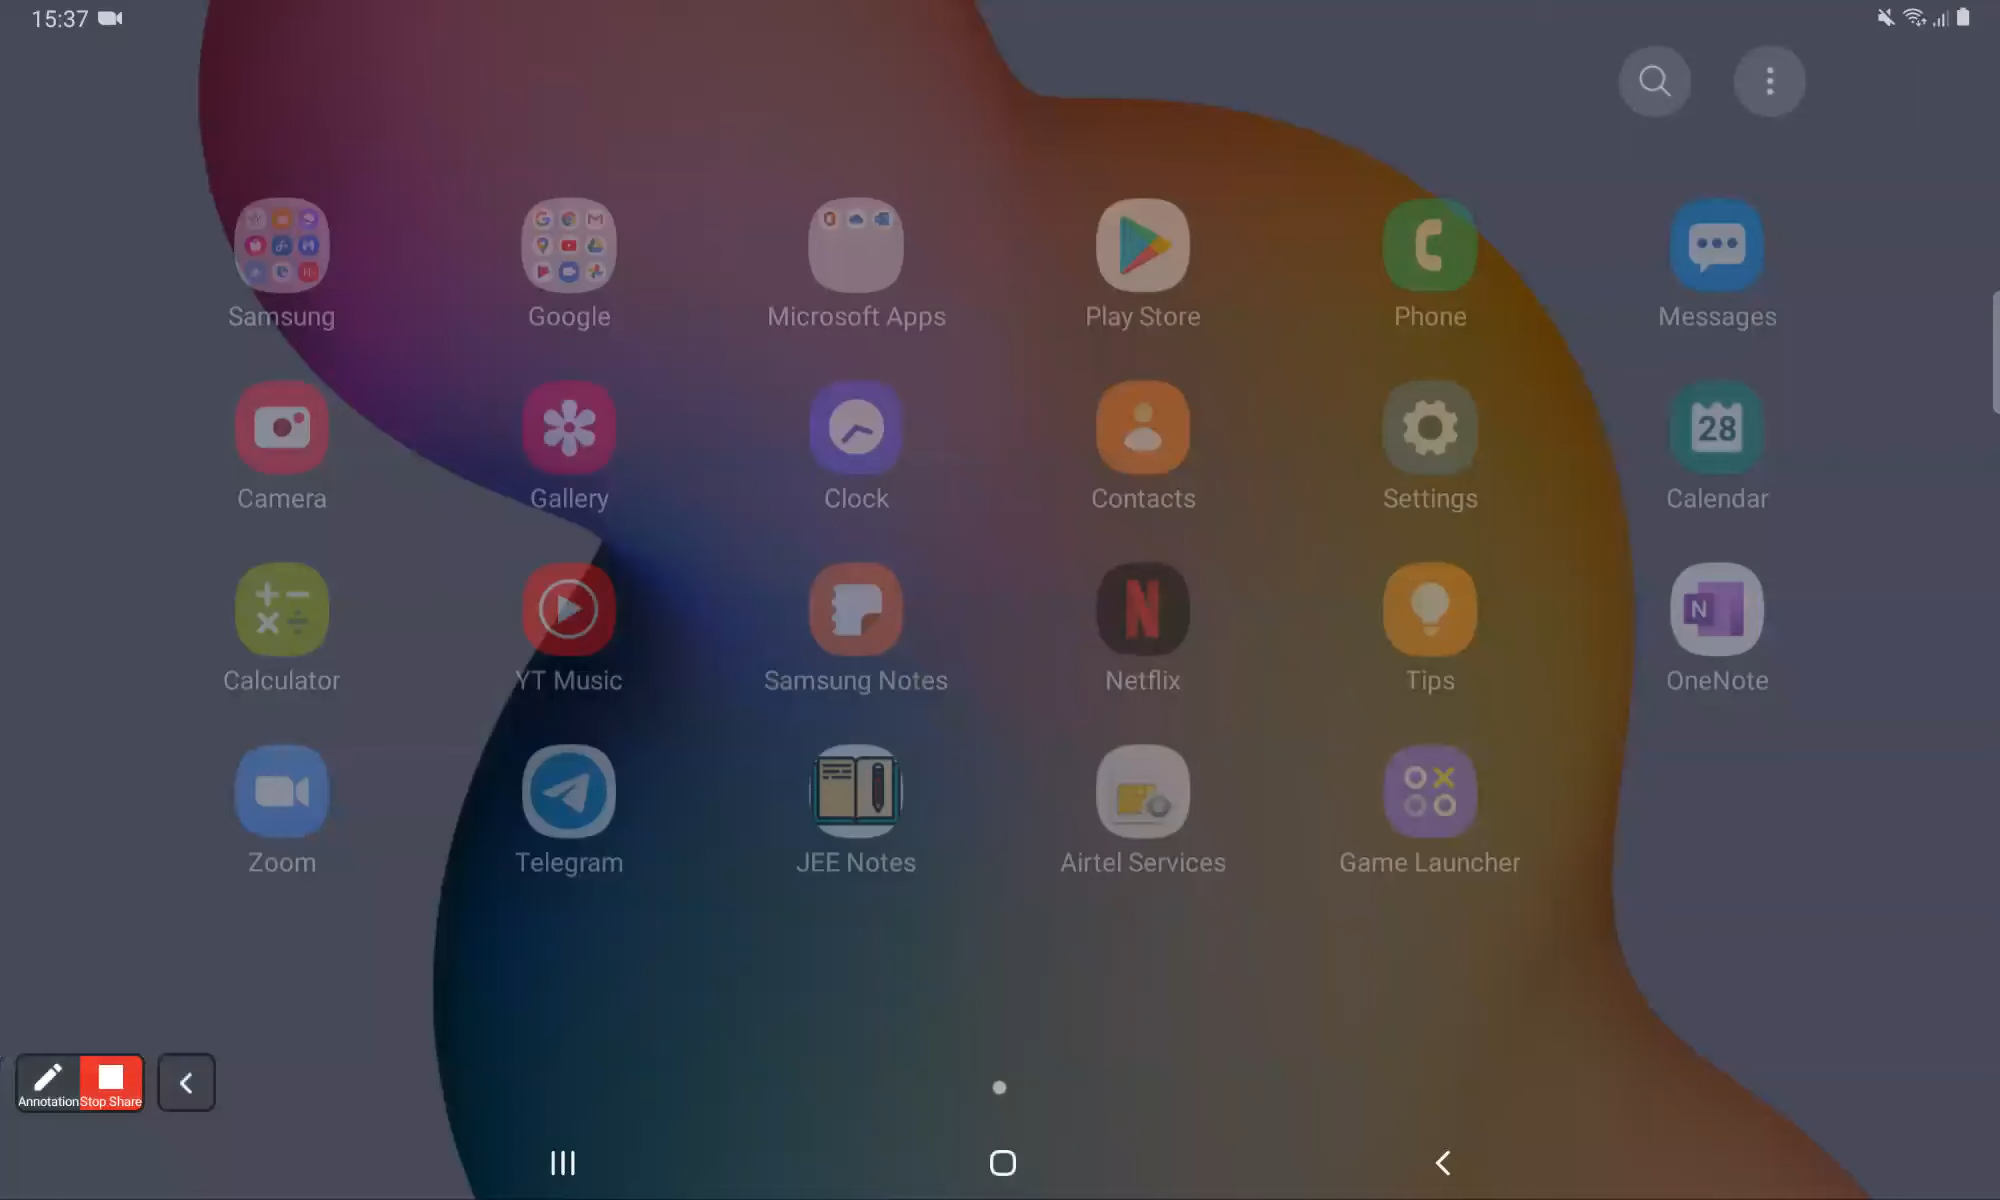 15:37
Samsung
Google
Microsoft Apps
Play Store
Phone
Messages
Camera
Gallery
Clock
Contacts
Settings
28
Calendar
Calculator
YT Music
Samsung Notes
N
Netflix
Tips
N
OneNote
Zoom
Telegram
JEE Notes
Airtel Services
Game Launcher
Annotation
Stop Share